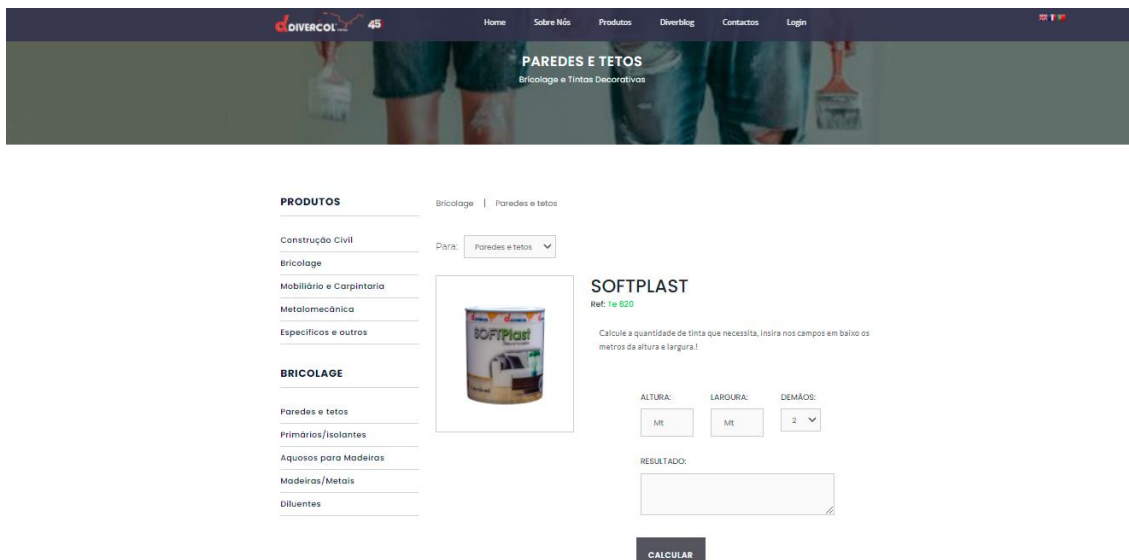 DIVERCOL
45
Home
Sobre Nós
Produtos
Diverblog
Contactos
Login
PAREDES E TETOS
Bricolage e Tintas Decorativas
PRODUTOS
Construção Civil
Bricolage
Mobiliário e Carpintaria
Metalomecânica
Específicos e outros
BRICOLAGE
Paredes e tetos
Primários/isolantes
Aquosos para Madeiras
Madeiras/Metais
Diluentes
Bricolage | Paredes e tetos
Para: Paredes e tetos
SOFTPlast
SOFTPLAST
Ref: 1e 820
Calcule a quantidade de tinta que necessita, insira nos campos em baixo os
metros da altura e largura.!
ALTURA: LARGURA: DEMÃOS:
Mt Mt 2
RESULTADO:
CALCULAR